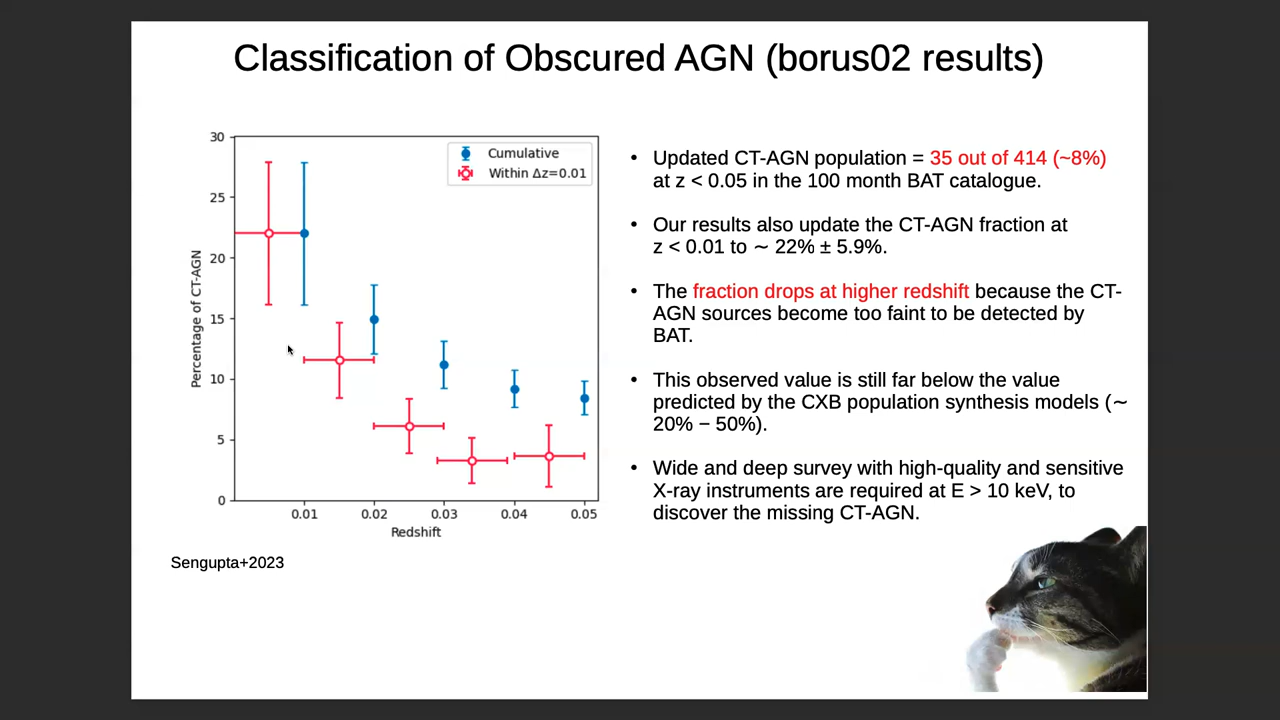 Classification of Obscured AGN (borus02 results)
30
25
20
15
10
5
0
Percentage of CT-AGN
Cumulative
Within Δz=0.01
0.01
0.02
0.03
0.04
0.05
Redshift
Sengupta+2023
• Updated CT-AGN population = 35 out of 414 (~8%)
at z < 0.05 in the 100 month BAT catalogue.
• Our results also update the CT-AGN fraction at
z < 0.01 to ∼ 22% ± 5.9%.
• The fraction drops at higher redshift because the CT-
AGN sources become too faint to be detected by
BAT.
• This observed value is still far below the value
predicted by the CXB population synthesis models (∼
20% − 50%).
• Wide and deep survey with high-quality and sensitive
X-ray instruments are required at E > 10 keV, to
discover the missing CT-AGN.